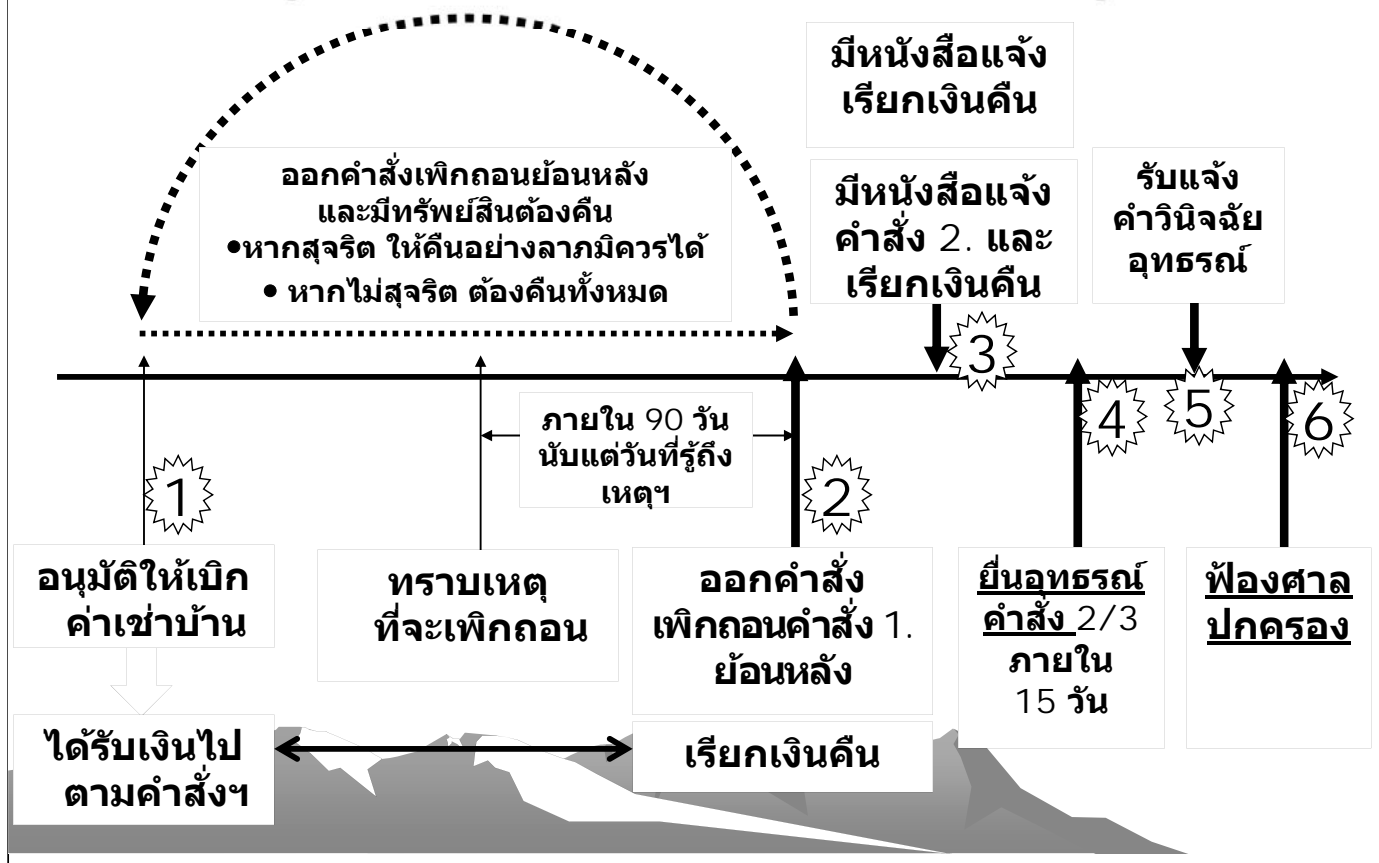 มีหนังสือแจ้ง
เรียกเงินคืน
ออกคำสั่งเพิกถอนย้อนหลัง
และมีทรัพย์สินต้องคืน
•หากสุจริต ให้คืนอย่างลาภมิควรได้
• หากไม่สุจริต ต้องคืนทั้งหมด
มีหนังสือแจ้ง
คำสั่ง 2. และ
เรียกเงินคืน
รับแจ้ง
คำวินิจฉัย
อุทธรณ์
3
4
5
6
ภายใน 90 วัน
นับแต่วันที่รู้ถึง
เหตุฯ
1
2
อนุมัติให้เบิก
ค่าเช่าบ้าน
ทราบเหตุ
ที่จะเพิกถอน
ออกคำสั่ง
เพิกถอนคำสั่ง 1.
ย้อนหลัง
ยื่นอุทธรณ์
คำสั่ง 2/3
ภายใน
15 วัน
ฟ้องศาล
ปกครอง
ได้รับเงินไป
ตามคำสั่งฯ
เรียกเงินคืน